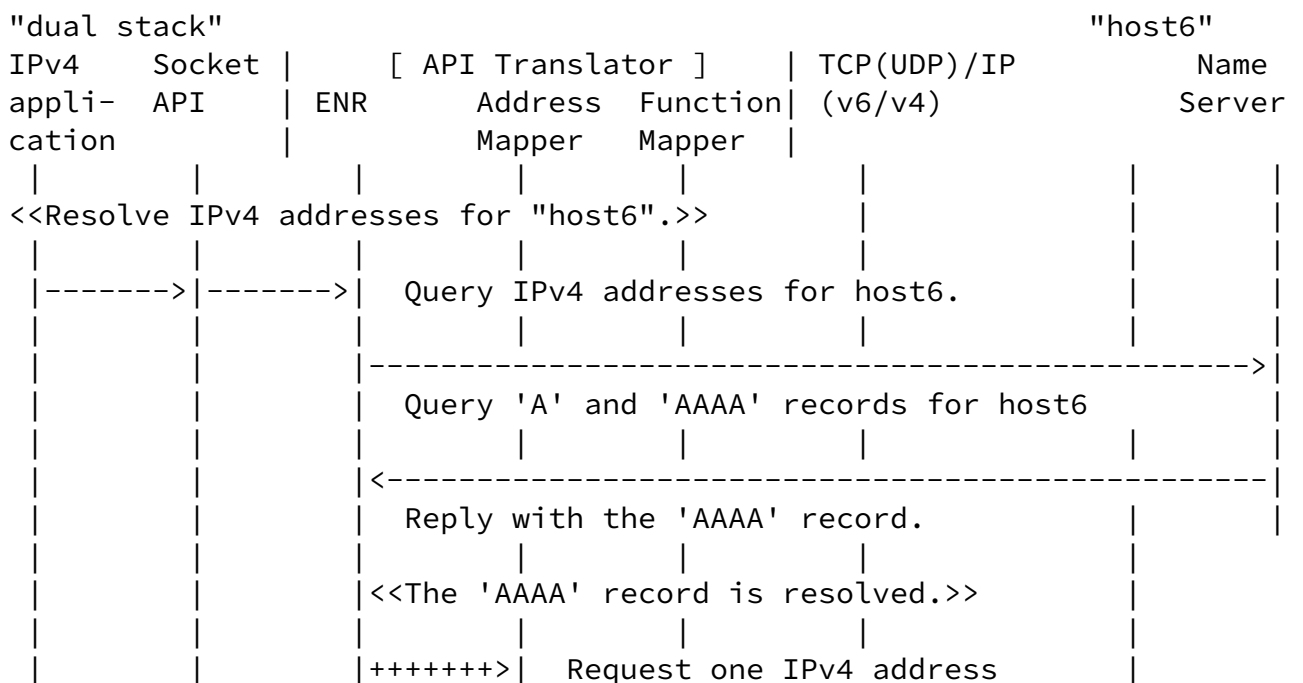 "dual stack" "host6"
IPv4 Socket | [ API Translator ] | TCP(UDP)/IP Name
appli- API | ENR Address Function| (v6/v4) Server
cation | Mapper Mapper |
| | | | | | | |
<<Resolve IPv4 addresses for "host6".>> | | |
| | | | | | | |
|------->|------->| Query IPv4 addresses for host6. | |
| | | | | | | |
| | |------------------------------------------------->|
| | | Query 'A' and 'AAAA' records for host6 |
| | | | | | | |
| | |<-------------------------------------------------|
| | | Reply with the 'AAAA' record. | |
| | | | | | |
| | |<<The 'AAAA' record is resolved.>> |
| | | | | | |
| | |+++++++>| Request one IPv4 address |